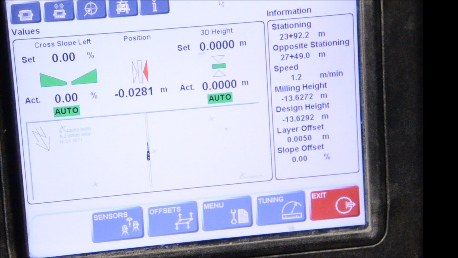 Values
Cross Slope Left
Set 0.00 %
Act. 0.00 %
AUTO
Position
-0.0281 m
3D Height
Set 0.0000 m
Act. 0.0000 m
AUTO
Information
Stationing
23+92.2 m
Opposite Stationing
27+49.0 m
Speed
1.2 m/min
Milling Height
-13.6272 m
Design Height
-13.6292 m
Layer Offset
0.0050 m
Slope Offset
0.00 %
SENSORS
OFFSETS
MENU
TUNING
EXIT